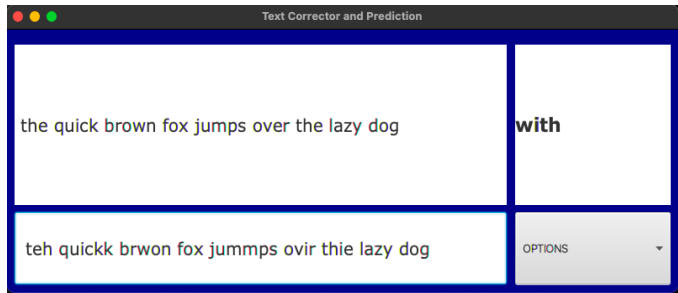 Text Corrector and Prediction
the quick brown fox jumps over the lazy dog
with
teh quickk brwon fox jummps ovir thie lazy dog
OPTIONS